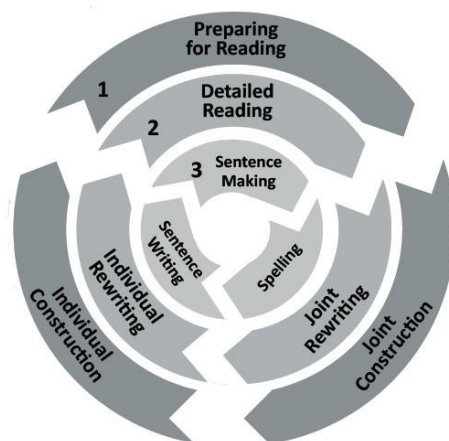 Preparing
for Reading
1
Detailed
Reading
2
Sentence
Making
3
Sentence
Writing
Spelling
Individual
Rewriting
Joint
Rewriting
Individual
Construction
Joint
Construction